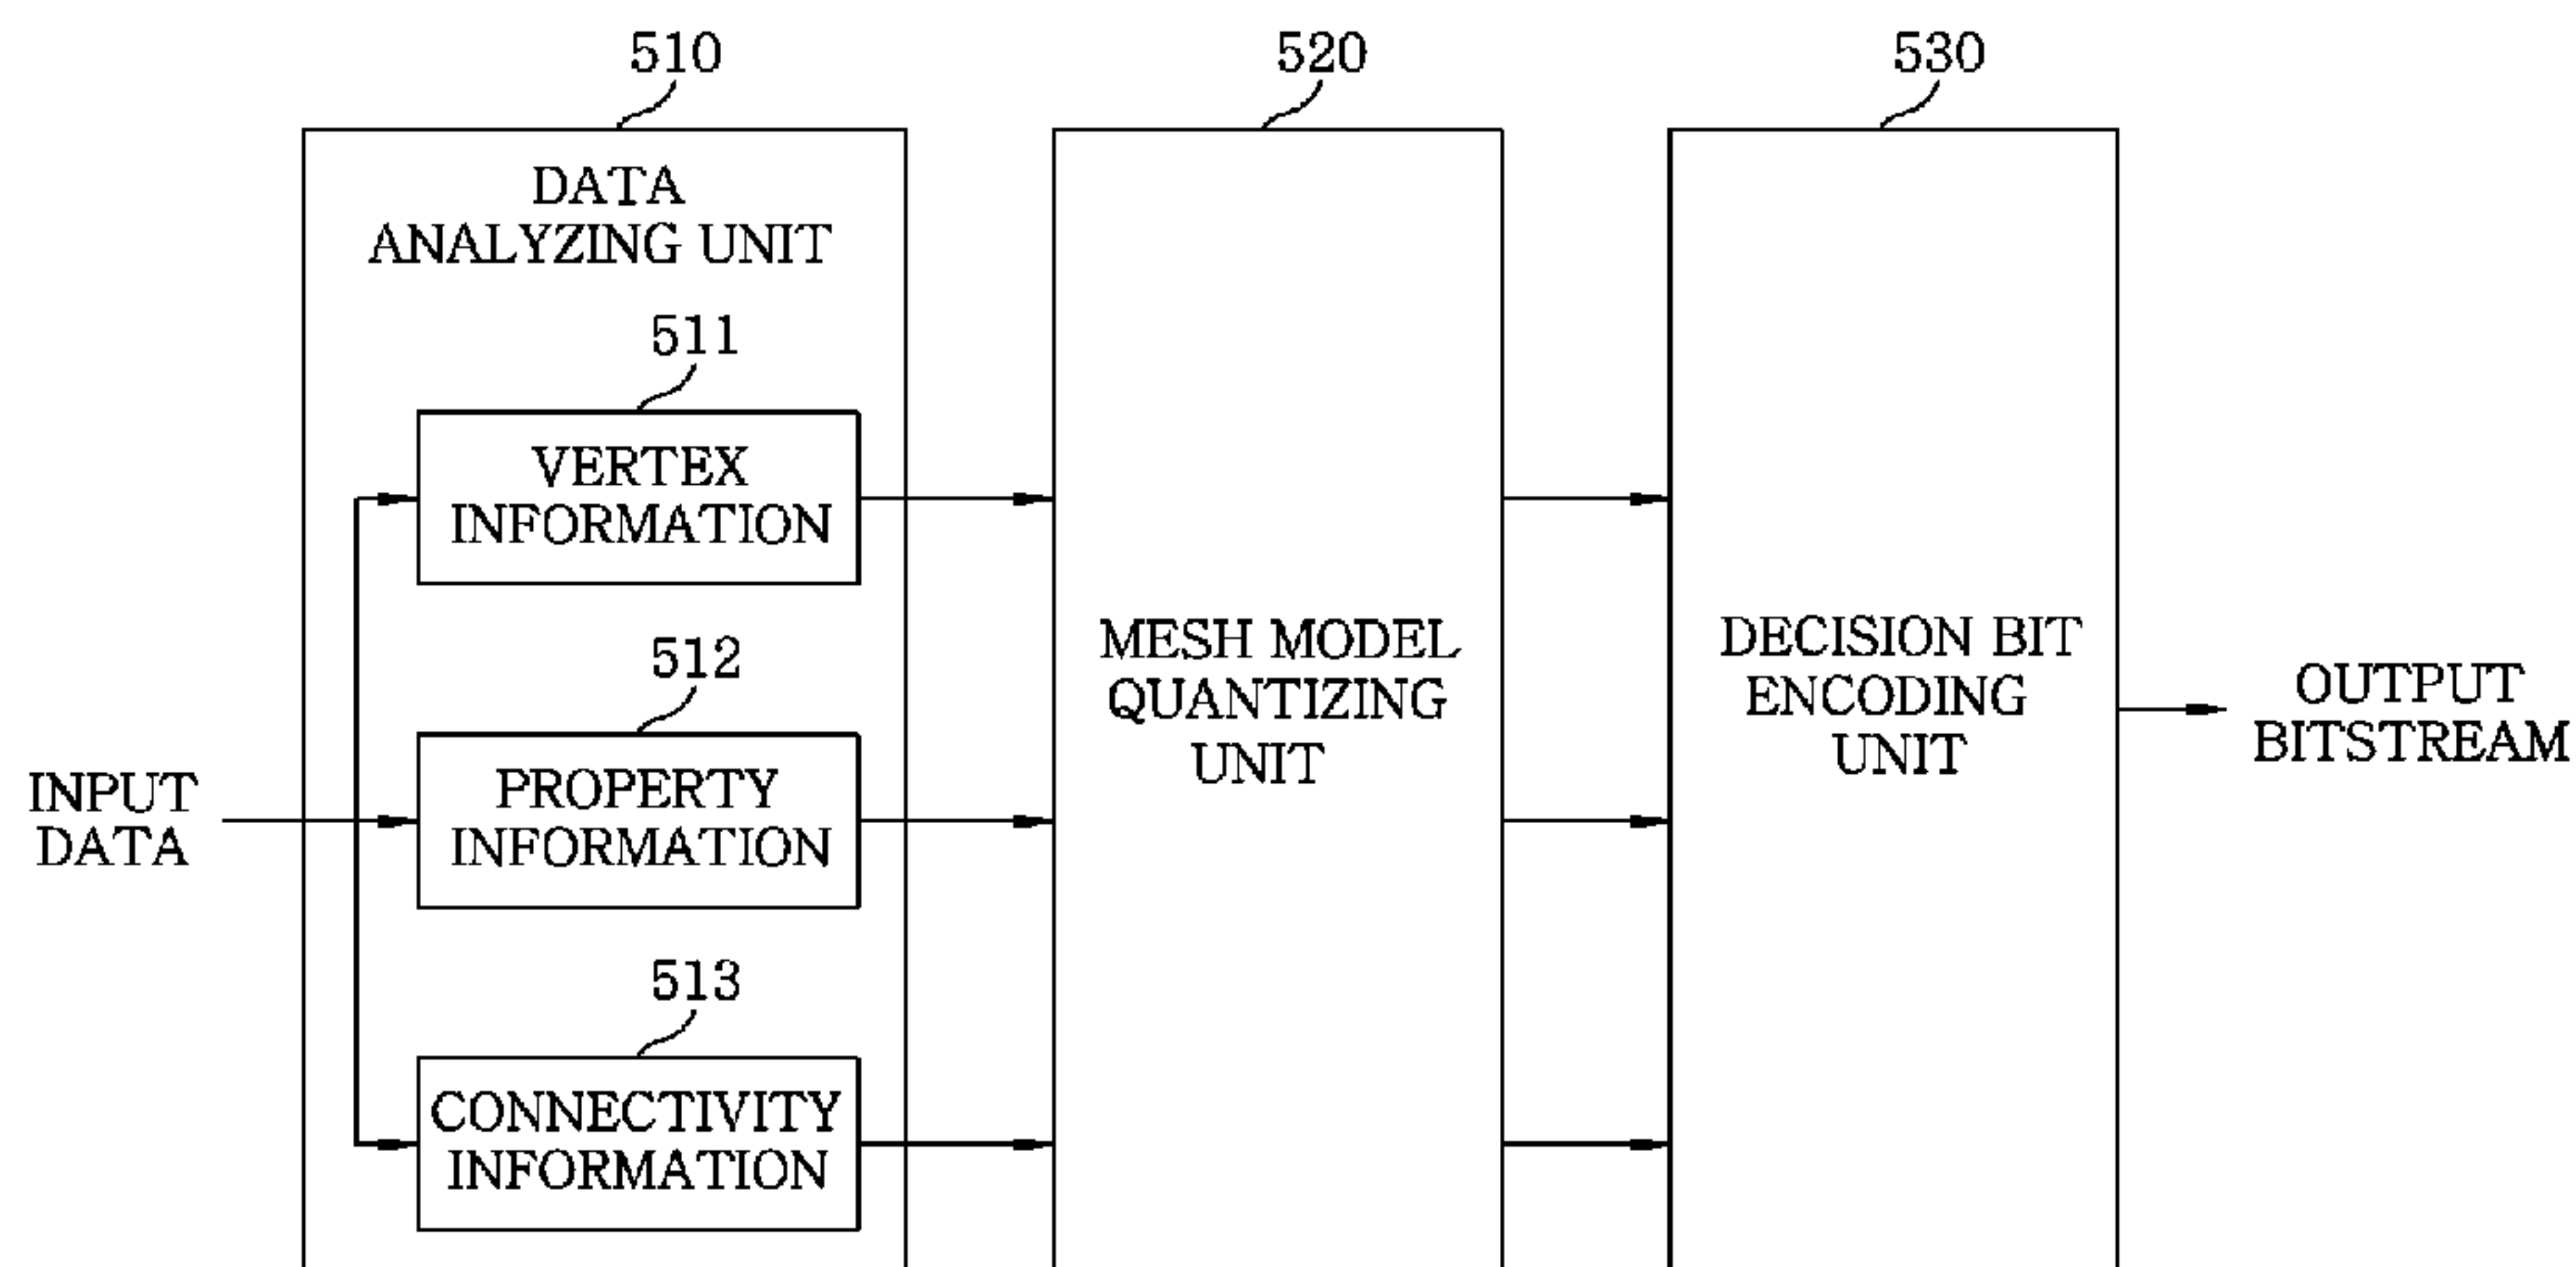 510
520
530
DATA
ANALYZING UNIT
511
VERTEX
INFORMATION
512
PROPERTY
INFORMATION
513
CONNECTIVITY
INFORMATION
INPUT
DATA
MESH MODEL
QUANTIZING
UNIT
DECISION BIT
ENCODING
UNIT
OUTPUT
BITSTREAM